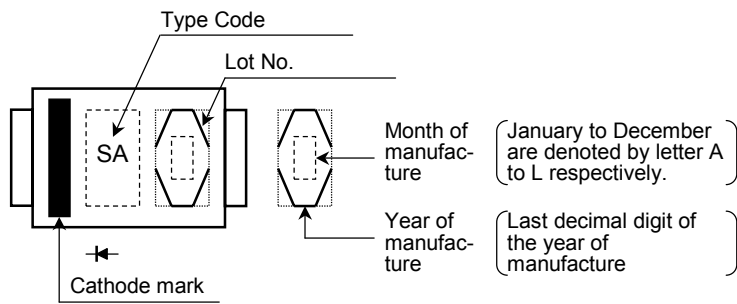 Type Code
Lot No.
SA
Month of
manufac-
ture
January to December
are denoted by letter A
to L respectively.
Year of
manufac-
ture
Last decimal digit of
the year of
manufacture
Cathode mark